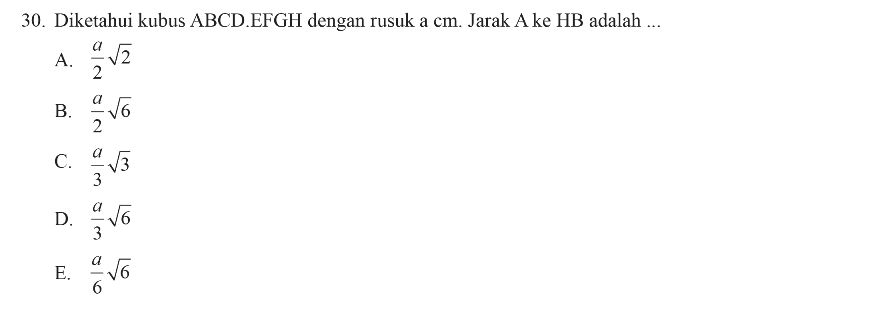 30. Diketahui kubus ABCD.EFGH dengan rusuk a cm. Jarak A ke HB adalah ...
A. \frac{a}{2}\sqrt{2}
B. \frac{a}{2}\sqrt{6}
C. \frac{a}{3}\sqrt{3}
D. \frac{a}{3}\sqrt{6}
E. \frac{a}{6}\sqrt{6}